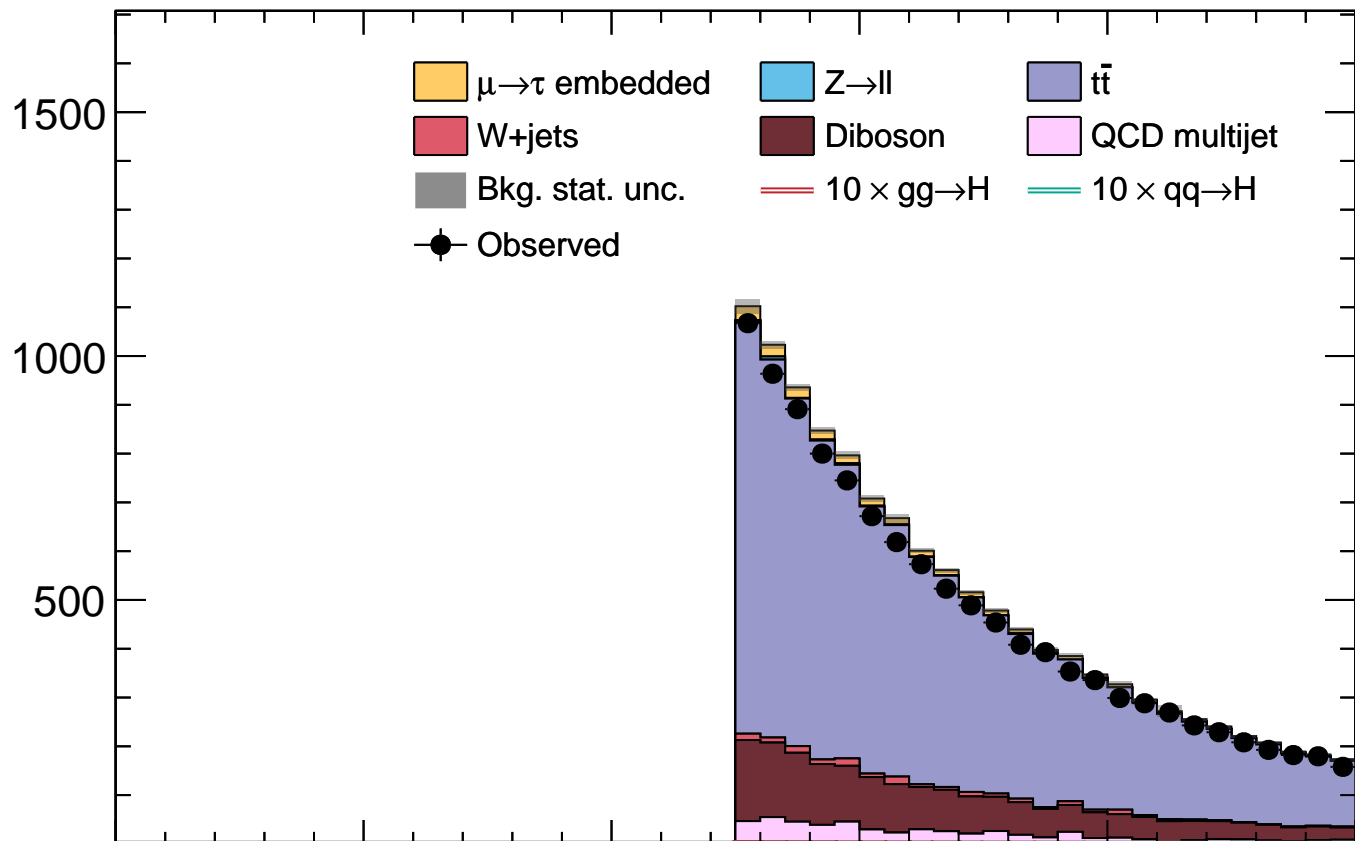 μ→τ embedded Z→ll tt̄
1500
W+jets Diboson QCD multijet
Bkg. stat. unc. 10 × gg→H 10 × qq→H
Observed
1000
500